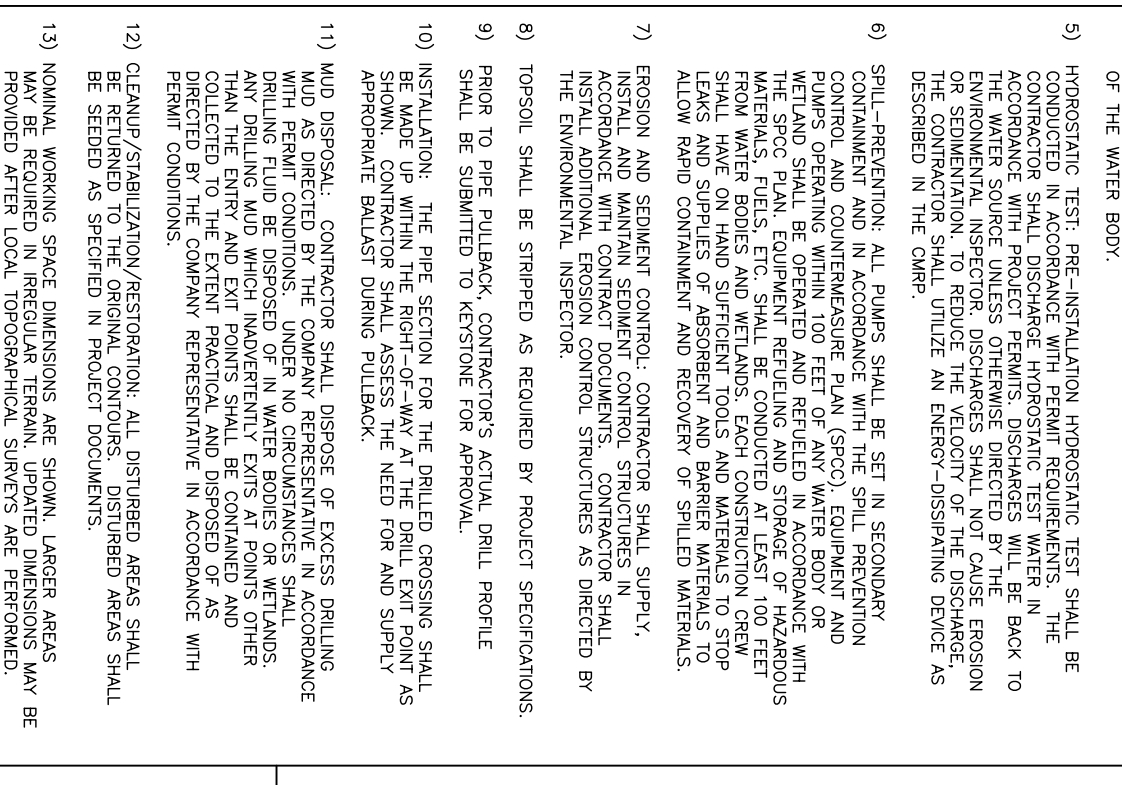 OF THE WATER BODY.
5) HYDROSTATIC TEST: PRE-INSTALLATION HYDROSTATIC TEST SHALL BE
CONDUCTED IN ACCORDANCE WITH PERMIT REQUIREMENTS. THE
CONTRACTOR SHALL DISCHARGE HYDROSTATIC TEST WATER IN
ACCORDANCE WITH PROJECT PERMITS. DISCHARGES WILL BE BACK TO
THE WATER SOURCE UNLESS OTHERWISE DIRECTED BY THE
ENVIRONMENTAL INSPECTOR. DISCHARGES SHALL NOT CAUSE EROSION
OR SEDIMENTATION. TO REDUCE THE VELOCITY OF THE DISCHARGE,
THE CONTRACTOR SHALL UTILIZE AN ENERGY-DISSIPATING DEVICE AS
DESCRIBED IN THE CMRP.
6) SPILL-PREVENTION: ALL PUMPS SHALL BE SET IN SECONDARY
CONTAINMENT AND IN ACCORDANCE WITH THE SPILL PREVENTION
CONTROL AND COUNTERMEASURE PLAN (SPCC). EQUIPMENT AND
PUMPS OPERATING WITHIN 100 FEET OF ANY WATER BODY OR
WETLAND SHALL BE OPERATED AND REFUELED IN ACCORDANCE WITH
THE SPCC PLAN. EQUIPMENT REFUELING AND STORAGE OF HAZARDOUS
MATERIALS, FUELS, ETC. SHALL BE CONDUCTED AT LEAST 100 FEET
FROM WATER BODIES AND WETLANDS. EACH CONSTRUCTION CREW
SHALL HAVE ON HAND SUFFICIENT TOOLS AND MATERIALS TO STOP
LEAKS AND SUPPLIES OF ABSORBENT AND BARRIER MATERIALS TO
ALLOW RAPID CONTAINMENT AND RECOVERY OF SPILLED MATERIALS.
7) EROSION AND SEDIMENT CONTROL: CONTRACTOR SHALL SUPPLY,
INSTALL AND MAINTAIN SEDIMENT CONTROL STRUCTURES IN
ACCORDANCE WITH CONTRACT DOCUMENTS. CONTRACTOR SHALL
INSTALL ADDITIONAL EROSION CONTROL STRUCTURES AS DIRECTED BY
THE ENVIRONMENTAL INSPECTOR.
8) TOPSOIL SHALL BE STRIPPED AS REQUIRED BY PROJECT SPECIFICATIONS.
9) PRIOR TO PIPE PULLBACK, CONTRACTOR'S ACTUAL DRILL PROFILE
SHALL BE SUBMITTED TO KEYSTONE FOR APPROVAL.
10) INSTALLATION: THE PIPE SECTION FOR THE DRILLED CROSSING SHALL
BE MADE UP WITHIN THE RIGHT-OF-WAY AT THE DRILL EXIT POINT AS
SHOWN. CONTRACTOR SHALL ASSESS THE NEED FOR AND SUPPLY
APPROPRIATE BALLAST DURING PULLBACK.
11) MUD DISPOSAL: CONTRACTOR SHALL DISPOSE OF EXCESS DRILLING
MUD AS DIRECTED BY THE COMPANY REPRESENTATIVE IN ACCORDANCE
WITH PERMIT CONDITIONS. UNDER NO CIRCUMSTANCES SHALL
DRILLING FLUID BE DISPOSED OF IN WATER BODIES OR WETLANDS.
ANY DRILLING MUD WHICH INADVERTENTLY EXITS AT POINTS OTHER
THAN THE ENTRY AND EXIT POINTS SHALL BE CONTAINED AND
COLLECTED TO THE EXTENT PRACTICAL AND DISPOSED OF AS
DIRECTED BY THE COMPANY REPRESENTATIVE IN ACCORDANCE WITH
PERMIT CONDITIONS.
12) CLEANUP/STABILIZATION/RESTORATION: ALL DISTURBED AREAS SHALL
BE RETURNED TO THE ORIGINAL CONTOURS. DISTURBED AREAS SHALL
BE SEEDED AS SPECIFIED IN PROJECT DOCUMENTS.
13) NOMINAL WORKING SPACE DIMENSIONS ARE SHOWN. LARGER AREAS
MAY BE REQUIRED IN IRREGULAR TERRAIN. UPDATED DIMENSIONS MAY BE
PROVIDED AFTER LOCAL TOPOGRAPHICAL SURVEYS ARE PERFORMED.